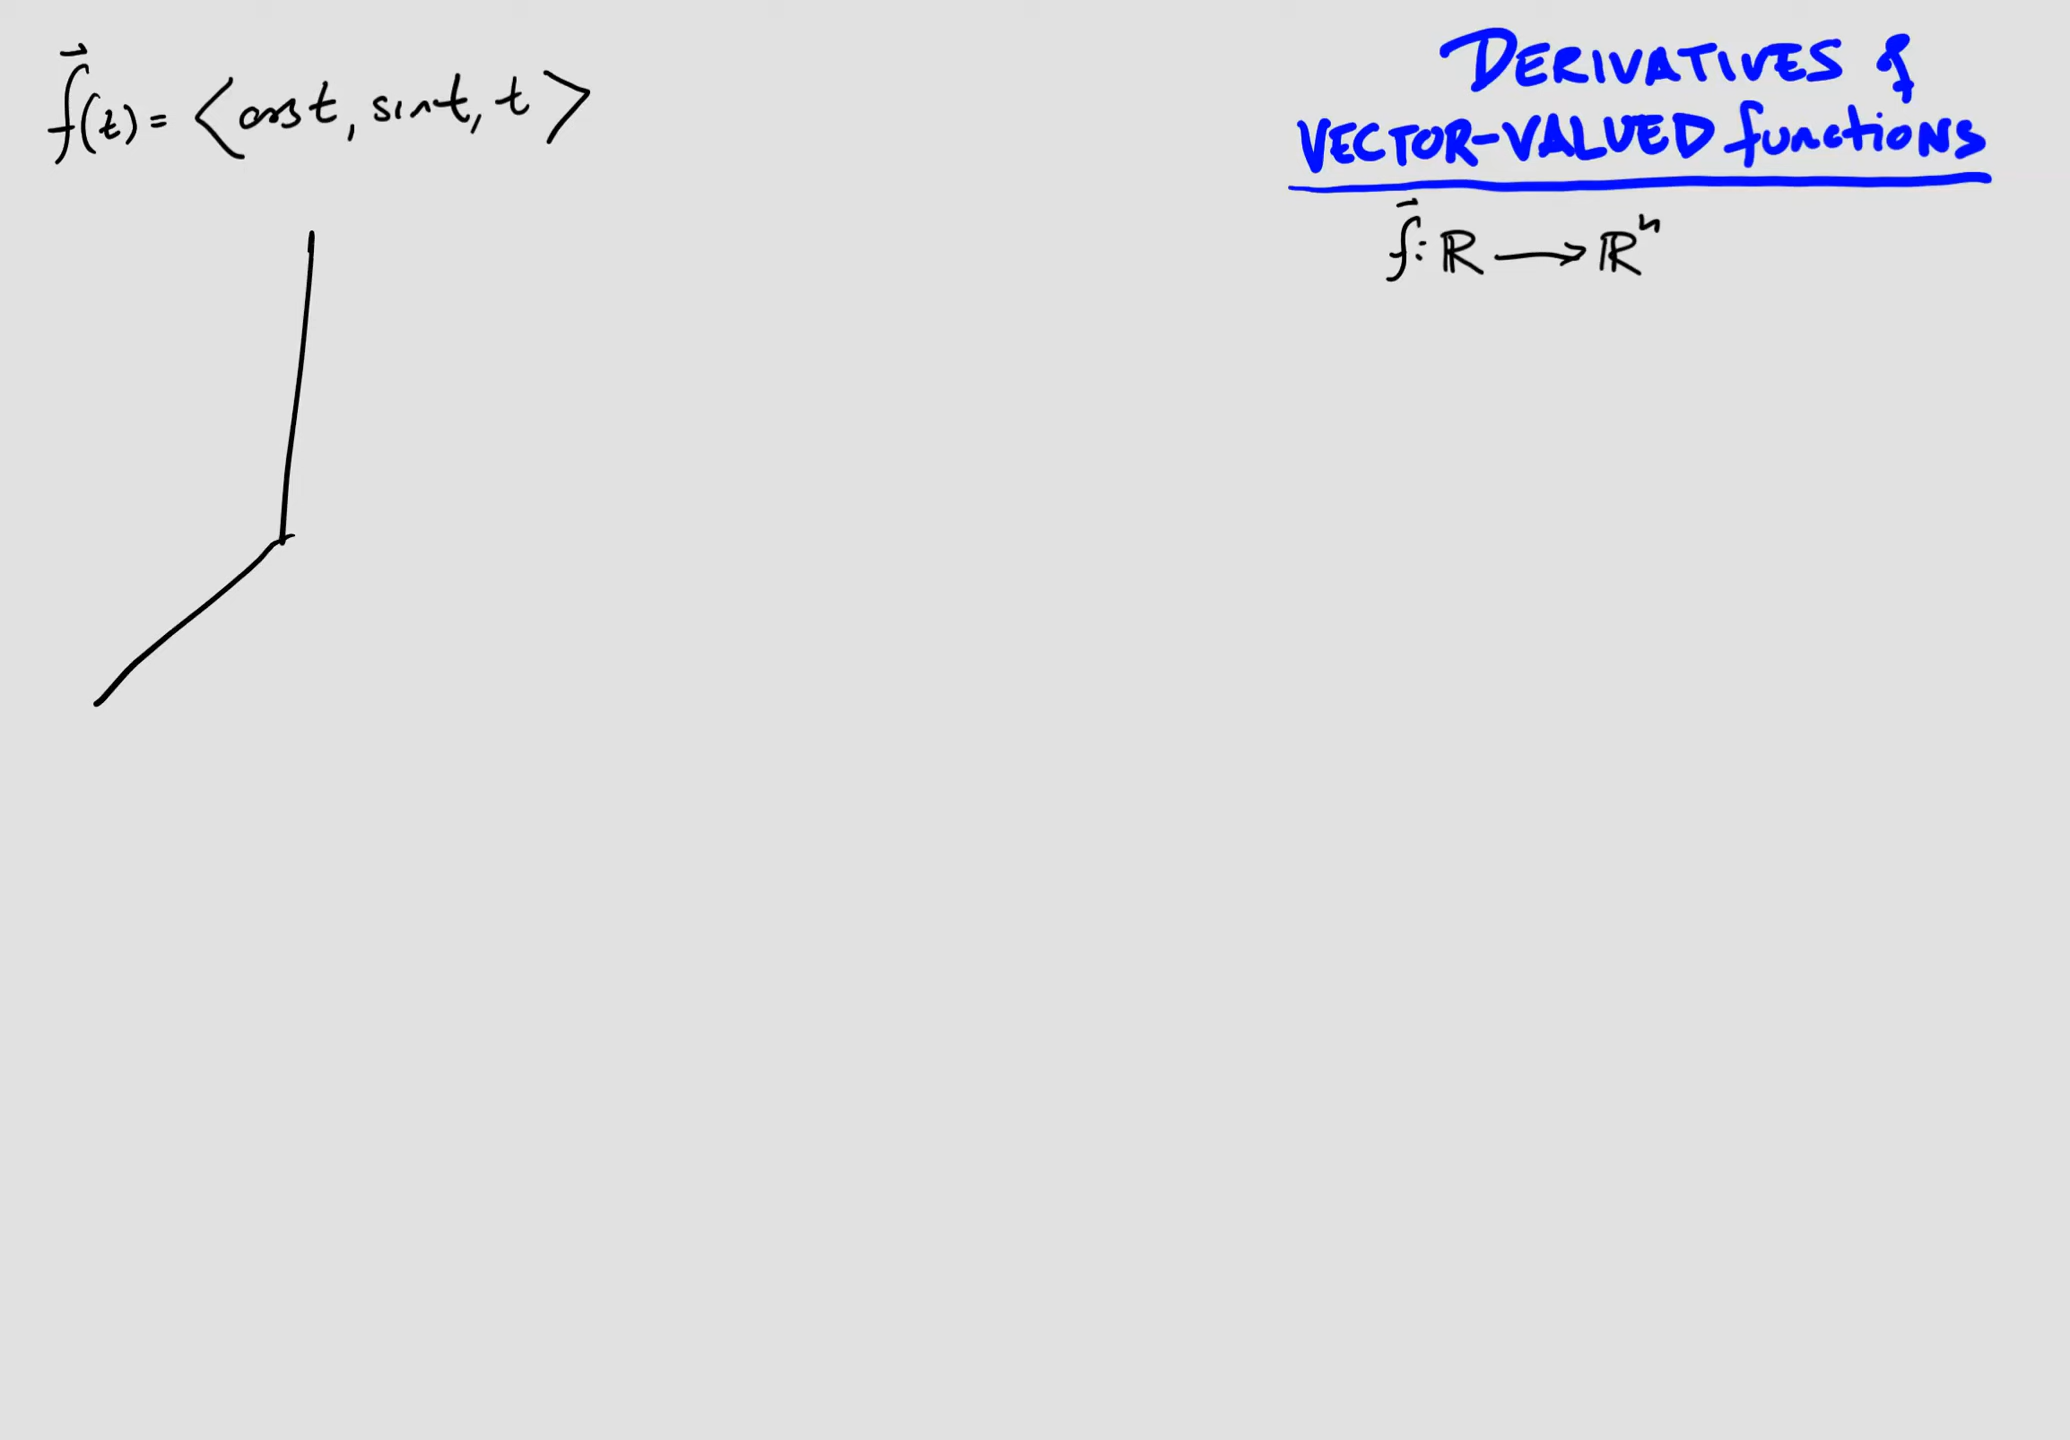 f⃗(t) = ⟨cos t, sin t, t⟩
DERIVATIVES of
VECTOR-VALUED functions
f⃗: ℝ ⟶ ℝⁿ